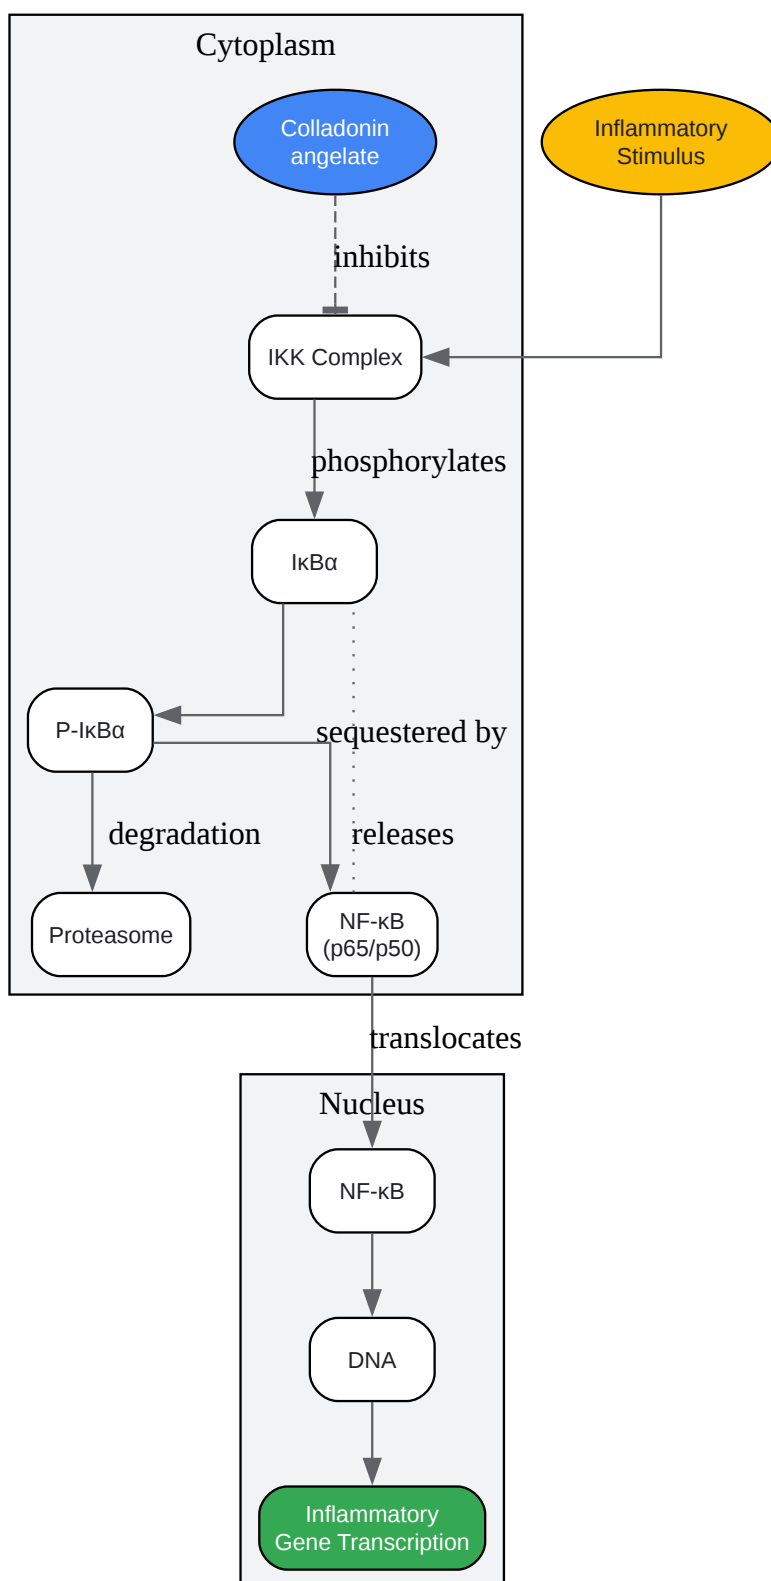 Cytoplasm
Colladonin
angelate
Inflammatory
Stimulus
inhibits
IKK Complex
phosphorylates
IκBα
P-IκBα
sequestered by
degradation
releases
Proteasome
NF-κB
(p65/p50)
translocates
Nucleus
NF-κB
DNA
Inflammatory
Gene Transcription